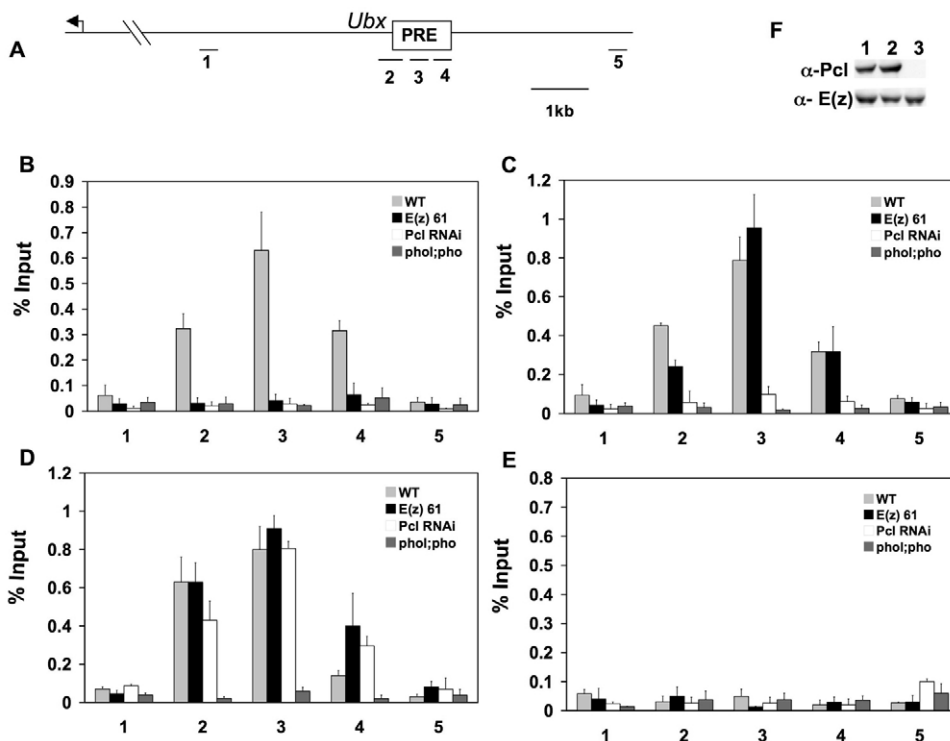 A
Ubx
PRE
1
2 3 4
5
1kb
F
1 2 3
α-Pcl
α- E(z)
B
0.9
0.8
0.7
0.6
0.5
0.4
0.3
0.2
0.1
0
% Input
WT
E(z) 61
Pcl RNAi
phol;pho
1 2 3 4 5
C
1.2
1
0.8
0.6
0.4
0.2
0
% Input
WT
E(z) 61
Pcl RNAi
phol;pho
1 2 3 4 5
D
1.2
1
0.8
0.6
0.4
0.2
0
% Input
WT
E(z) 61
Pcl RNAi
phol;pho
1 2 3 4 5
E
0.8
0.7
0.6
0.5
0.4
0.3
0.2
0.1
0
% Input
WT
E(z) 61
Pcl RNAi
phol;pho
1 2 3 4 5